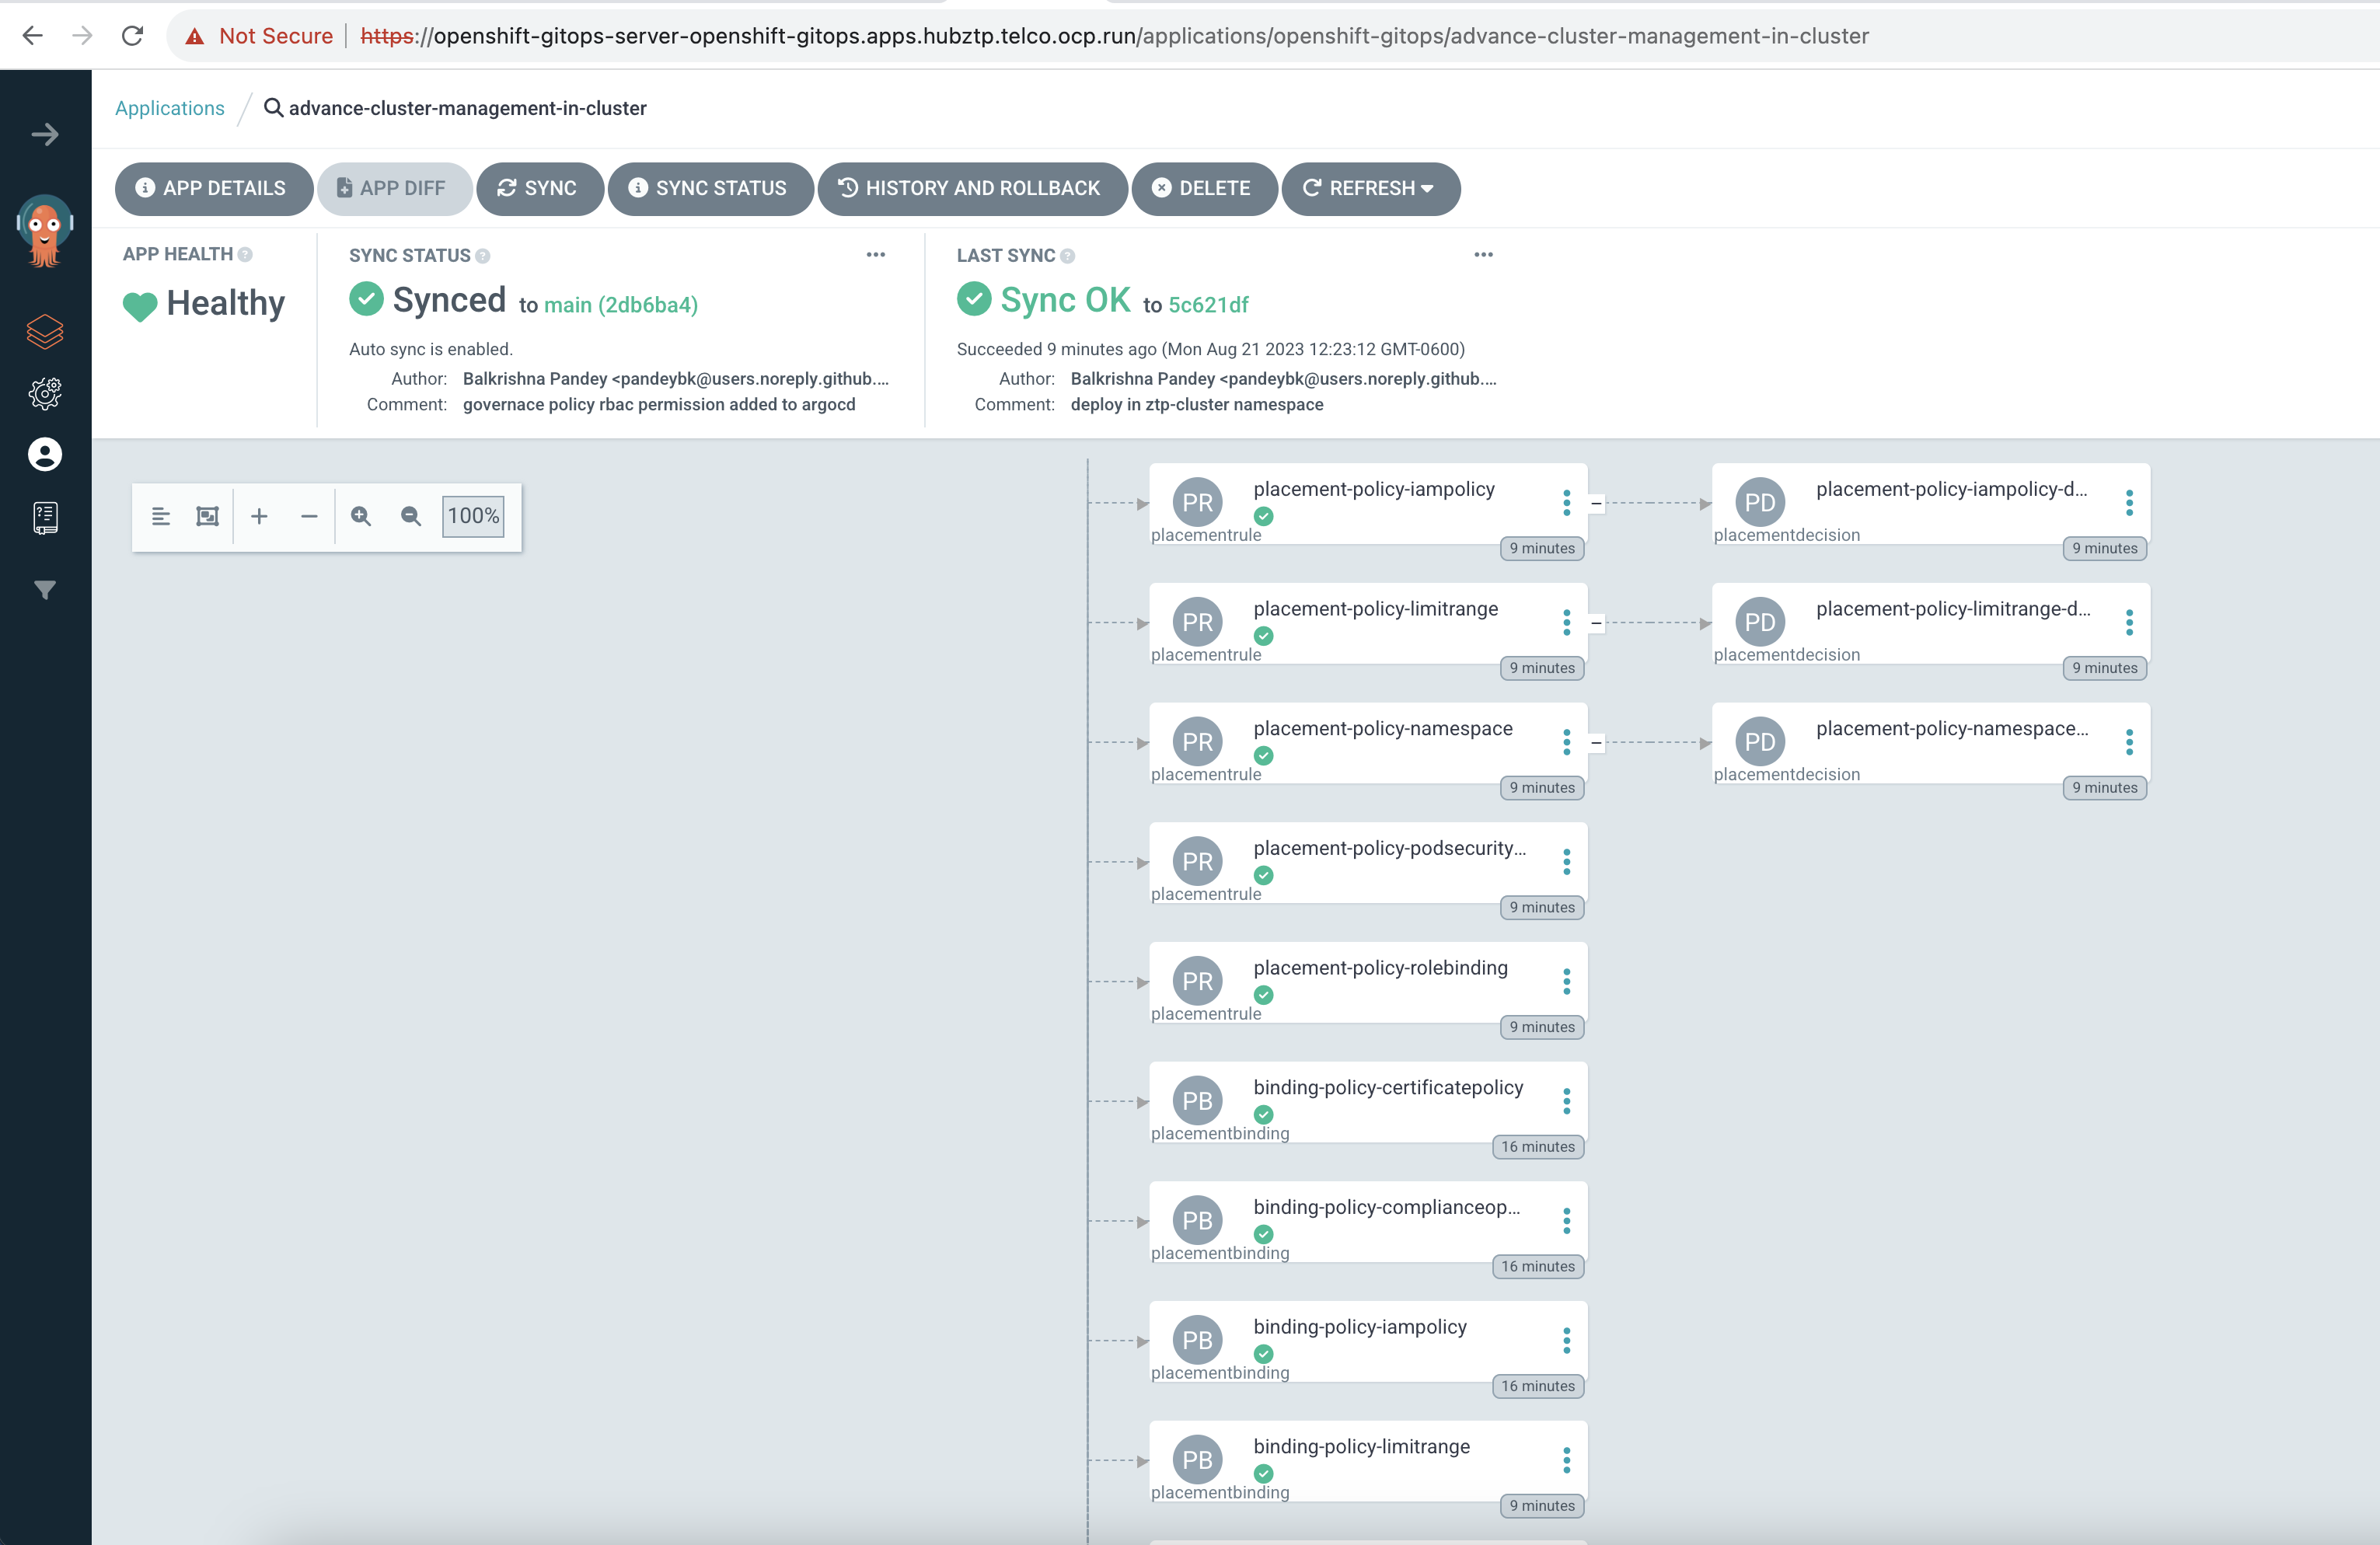 Not Secure https://openshift-gitops-server-openshift-gitops.apps.hubztp.telco.ocp.run/applications/openshift-gitops/advance-cluster-management-in-cluster
Applications / advance-cluster-management-in-cluster
APP DETAILS APP DIFF SYNC SYNC STATUS HISTORY AND ROLLBACK DELETE REFRESH
APP HEALTH
Healthy
SYNC STATUS
Synced to main (2db6ba4)
Auto sync is enabled.
Author: Balkrishna Pandey <pandeybk@users.noreply.github....
Comment: governace policy rbac permission added to argocd
LAST SYNC
Sync OK to 5c621df
Succeeded 9 minutes ago (Mon Aug 21 2023 12:23:12 GMT-0600)
Author: Balkrishna Pandey <pandeybk@users.noreply.github....
Comment: deploy in ztp-cluster namespace
100%
PR placement-policy-iampolicy
placementrule
9 minutes
PD placement-policy-iampolicy-d...
placementdecision
9 minutes
PR placement-policy-limitrange
placementrule
9 minutes
PD placement-policy-limitrange-d...
placementdecision
9 minutes
PR placement-policy-namespace
placementrule
9 minutes
PD placement-policy-namespace...
placementdecision
9 minutes
PR placement-policy-podsecurity...
placementrule
9 minutes
PR placement-policy-rolebinding
placementrule
9 minutes
PB binding-policy-certificatepolicy
placementbinding
16 minutes
PB binding-policy-complianceop...
placementbinding
16 minutes
PB binding-policy-iampolicy
placementbinding
16 minutes
PB binding-policy-limitrange
placementbinding
9 minutes